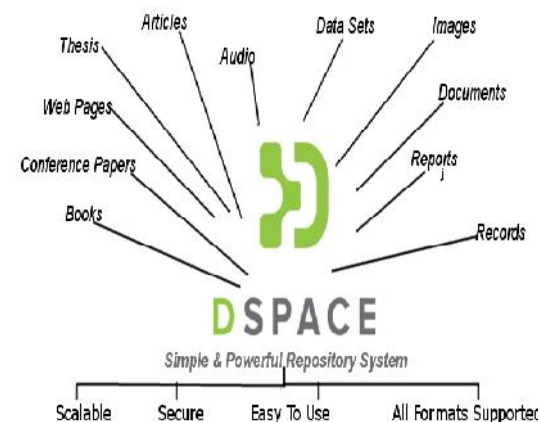 Articles
Data Sets
Images
Thesis
Audio
Web Pages
Documents
Conference Papers
Reports
Books
Records
DSPACE
Simple & Powerful Repository System
Scalable
Secure
Easy To Use
All Formats Supported